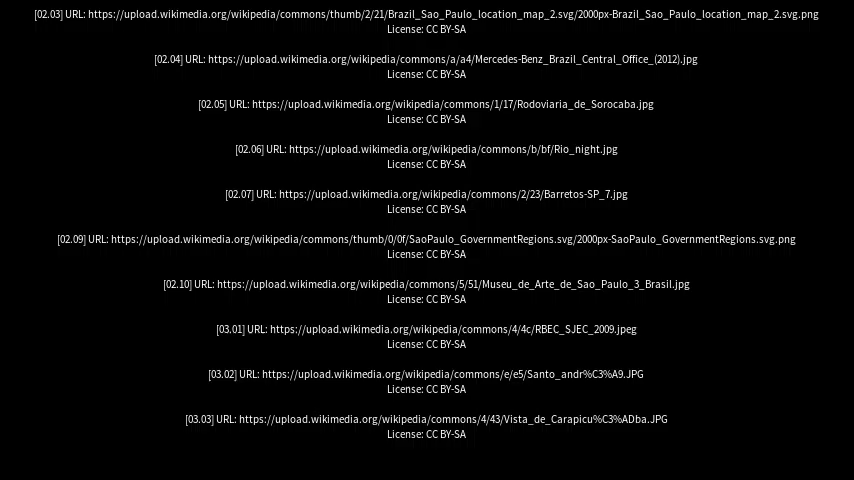 [02.03] URL: https://upload.wikimedia.org/wikipedia/commons/thumb/2/21/Brazil_Sao_Paulo_location_map_2.svg/2000px-Brazil_Sao_Paulo_location_map_2.svg.png
License: CC BY-SA
[02.04] URL: https://upload.wikimedia.org/wikipedia/commons/a/a4/Mercedes-Benz_Brazil_Central_Office_(2012).jpg
License: CC BY-SA
[02.05] URL: https://upload.wikimedia.org/wikipedia/commons/1/17/Rodoviaria_de_Sorocaba.jpg
License: CC BY-SA
[02.06] URL: https://upload.wikimedia.org/wikipedia/commons/b/bf/Rio_night.jpg
License: CC BY-SA
[02.07] URL: https://upload.wikimedia.org/wikipedia/commons/2/23/Barretos-SP_7.jpg
License: CC BY-SA
[02.09] URL: https://upload.wikimedia.org/wikipedia/commons/thumb/0/0f/SaoPaulo_GovernmentRegions.svg/2000px-SaoPaulo_GovernmentRegions.svg.png
License: CC BY-SA
[02.10] URL: https://upload.wikimedia.org/wikipedia/commons/5/51/Museu_de_Arte_de_Sao_Paulo_3_Brasil.jpg
License: CC BY-SA
[03.01] URL: https://upload.wikimedia.org/wikipedia/commons/4/4c/RBEC_SJEC_2009.jpeg
License: CC BY-SA
[03.02] URL: https://upload.wikimedia.org/wikipedia/commons/e/e5/Santo_andr%C3%A9.JPG
License: CC BY-SA
[03.03] URL: https://upload.wikimedia.org/wikipedia/commons/4/43/Vista_de_Carapicu%C3%ADba.JPG
License: CC BY-SA